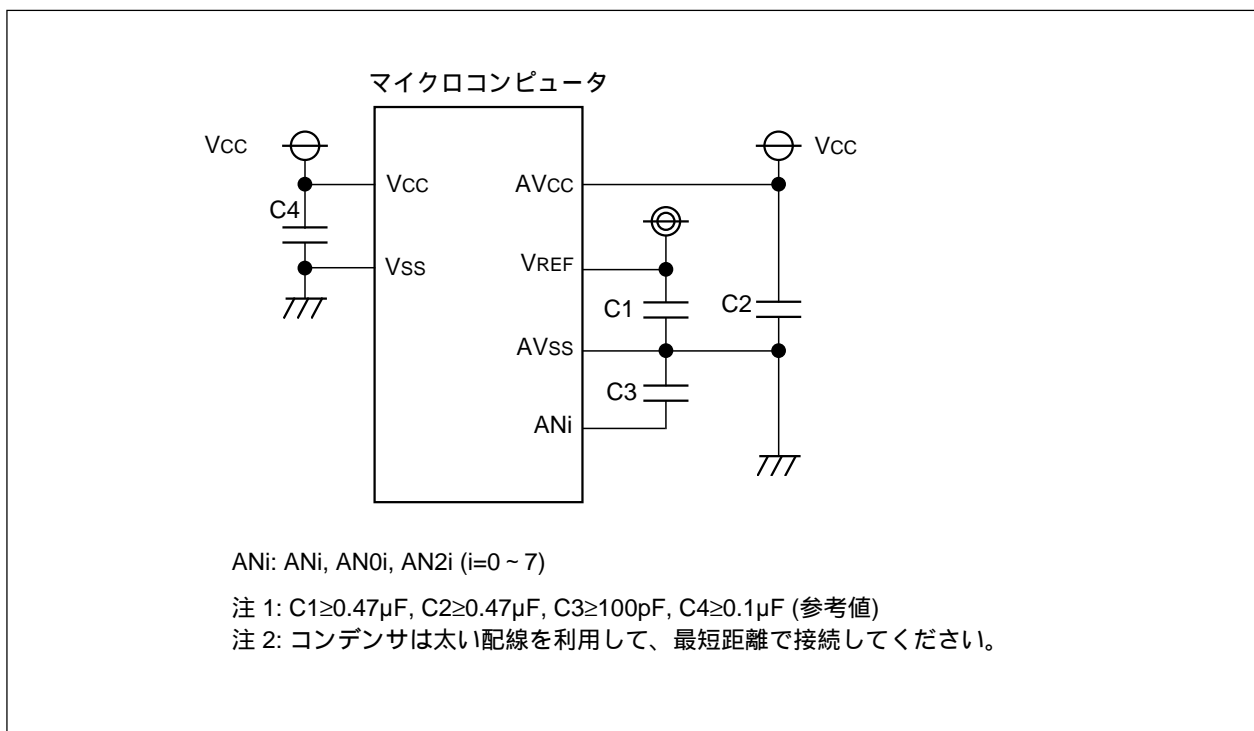 マイクロコンピュータ
VCC
VCC
C4
VSS
AVCC
VCC
VREF
C1
C2
AVSS
C3
ANi
ANi: ANi, AN0i, AN2i (i=0 ~ 7)
注 1: C1≥0.47µF, C2≥0.47µF, C3≥100pF, C4≥0.1µF (参考値)
注 2: コンデンサは太い配線を利用して、最短距離で接続してください。